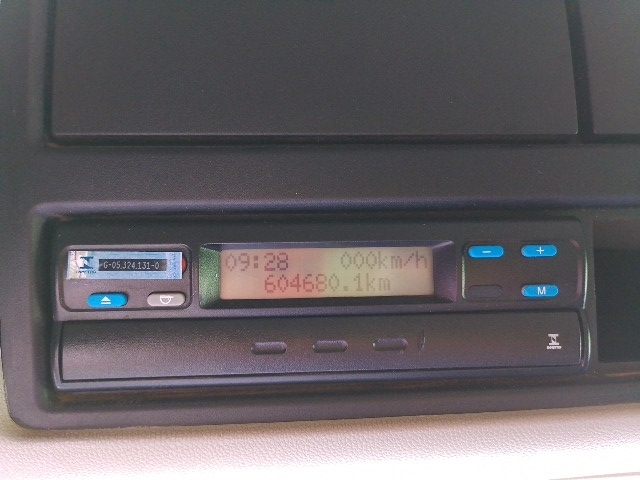 G-05.324.131-0
09:28 000km/h
604680.1km
- +
M